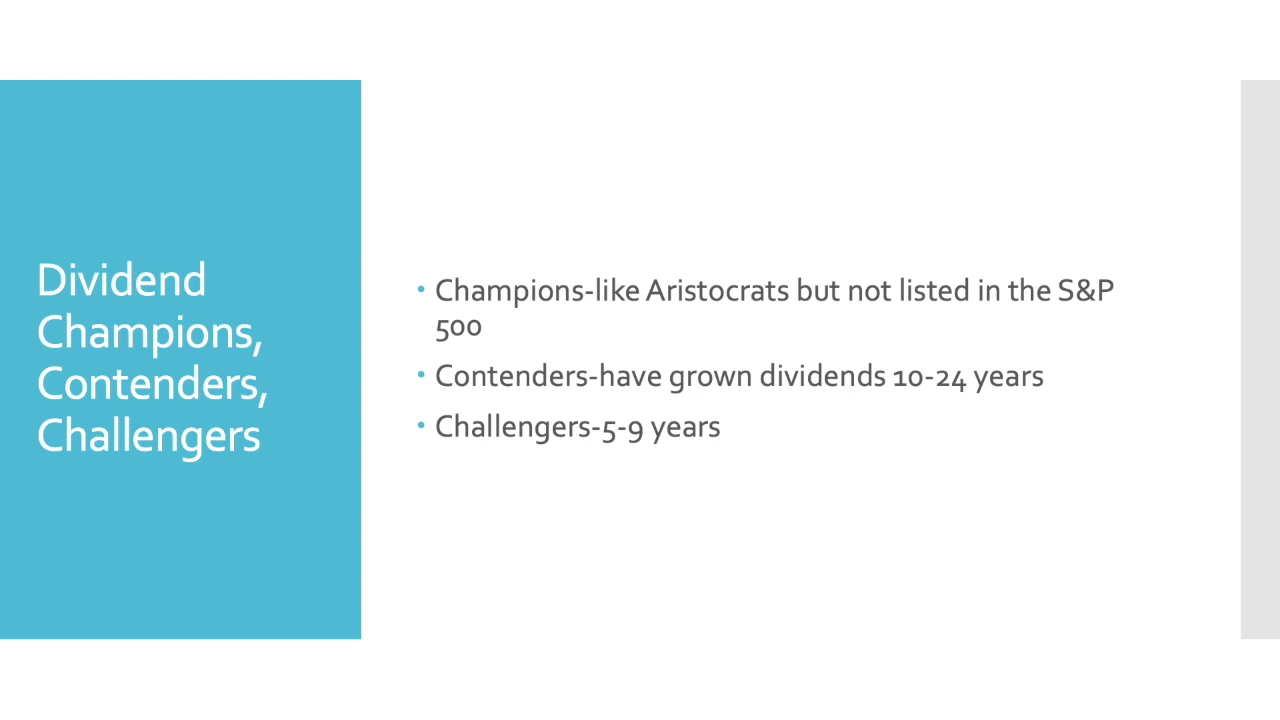 Dividend
Champions,
Contenders,
Challengers
• Champions-like Aristocrats but not listed in the S&P
500
• Contenders-have grown dividends 10-24 years
• Challengers-5-9 years